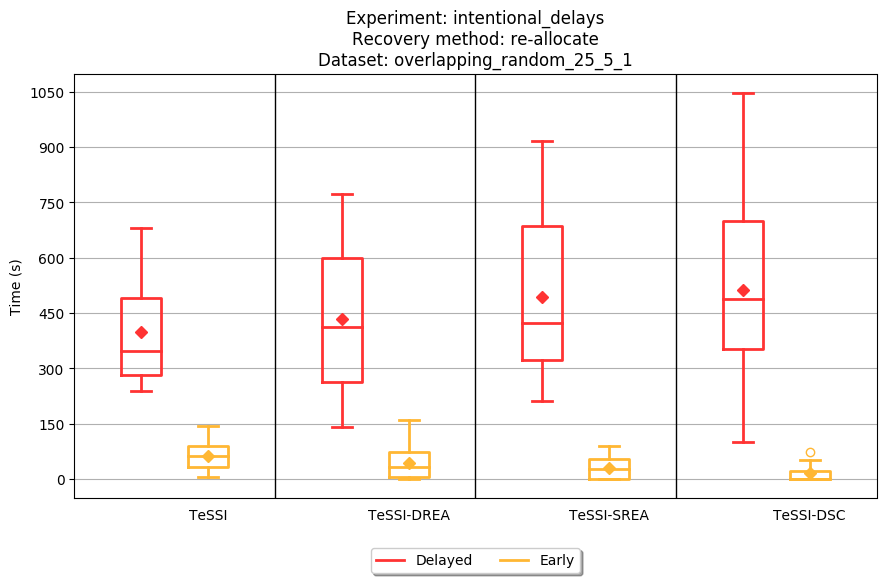 Experiment: intentional_delays
Recovery method: re-allocate
Dataset: overlapping_random_25_5_1
1050
900
750
600
450
300
150
0
Time (s)
TeSSI
TeSSI-DREA
TeSSI-SREA
TeSSI-DSC
Delayed
Early